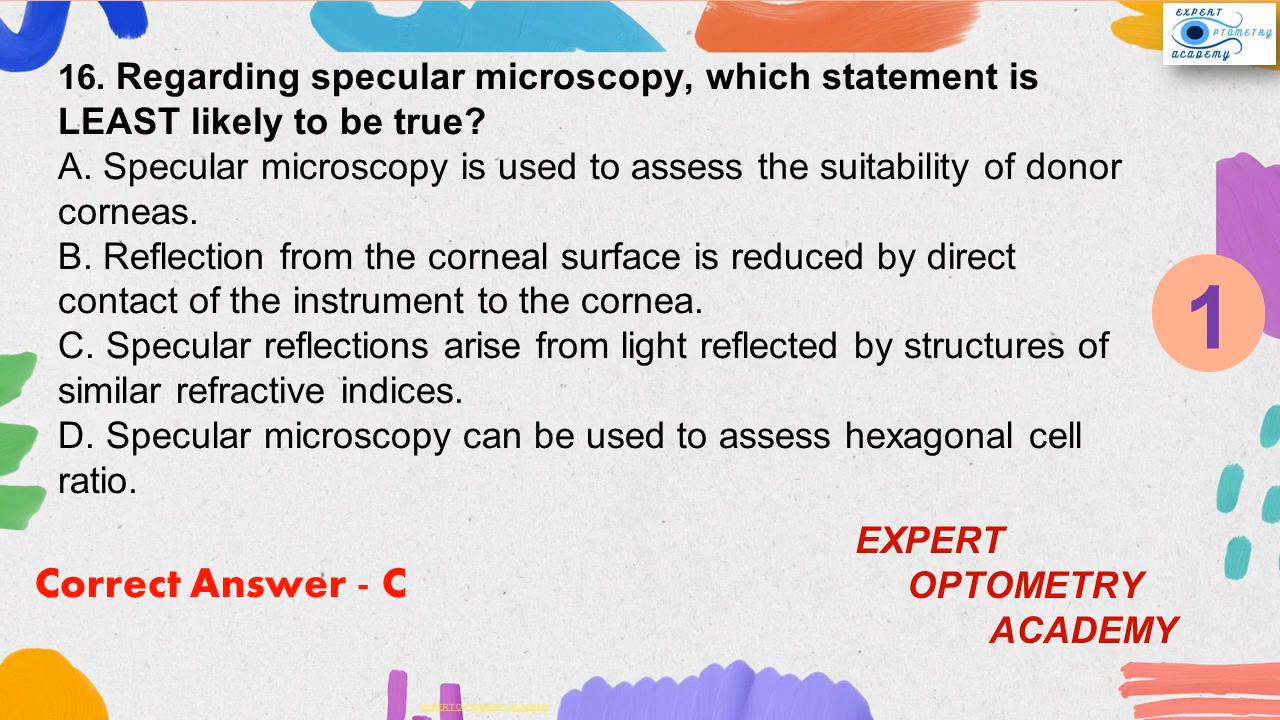 EXPERT
OPTOMETRY
ACADEMY
16. Regarding specular microscopy, which statement is
LEAST likely to be true?
A. Specular microscopy is used to assess the suitability of donor
corneas.
B. Reflection from the corneal surface is reduced by direct
contact of the instrument to the cornea.
C. Specular reflections arise from light reflected by structures of
similar refractive indices.
D. Specular microscopy can be used to assess hexagonal cell
ratio.
1
Correct Answer - C
EXPERT
OPTOMETRY
ACADEMY
EXPERT OPTOMETRY ACADEMY